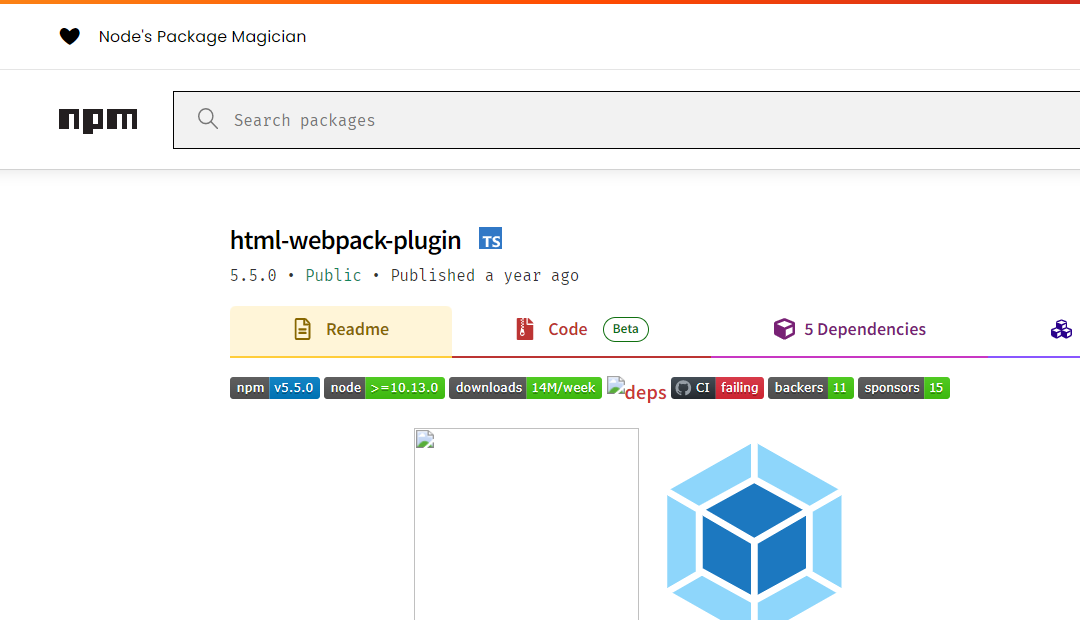 Node's Package Magician
npm
Search packages
html-webpack-plugin TS
5.5.0 • Public • Published a year ago
Readme Code Beta 5 Dependencies
npm v5.5.0 node >=10.13.0 downloads 14M/week deps CI failing backers 11 sponsors 15